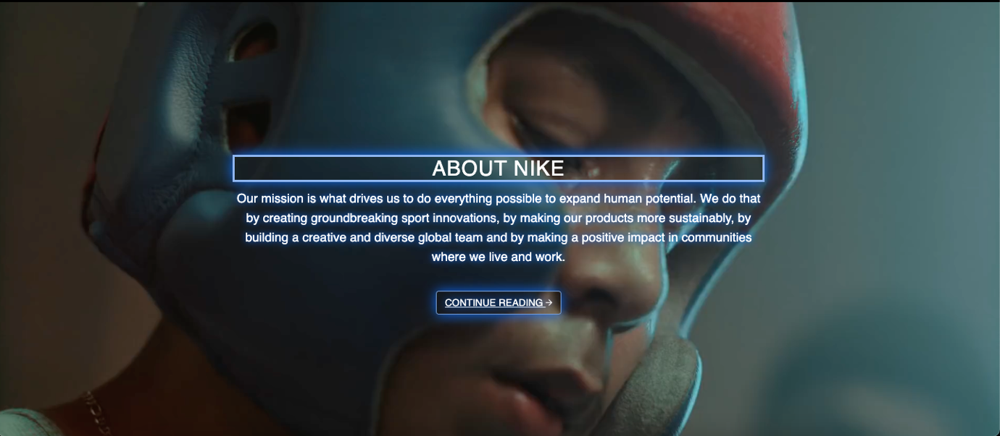 ABOUT NIKE
Our mission is what drives us to do everything possible to expand human potential. We do that
by creating groundbreaking sport innovations, by making our products more sustainably, by
building a creative and diverse global team and by making a positive impact in communities
where we live and work.
CONTINUE READING →